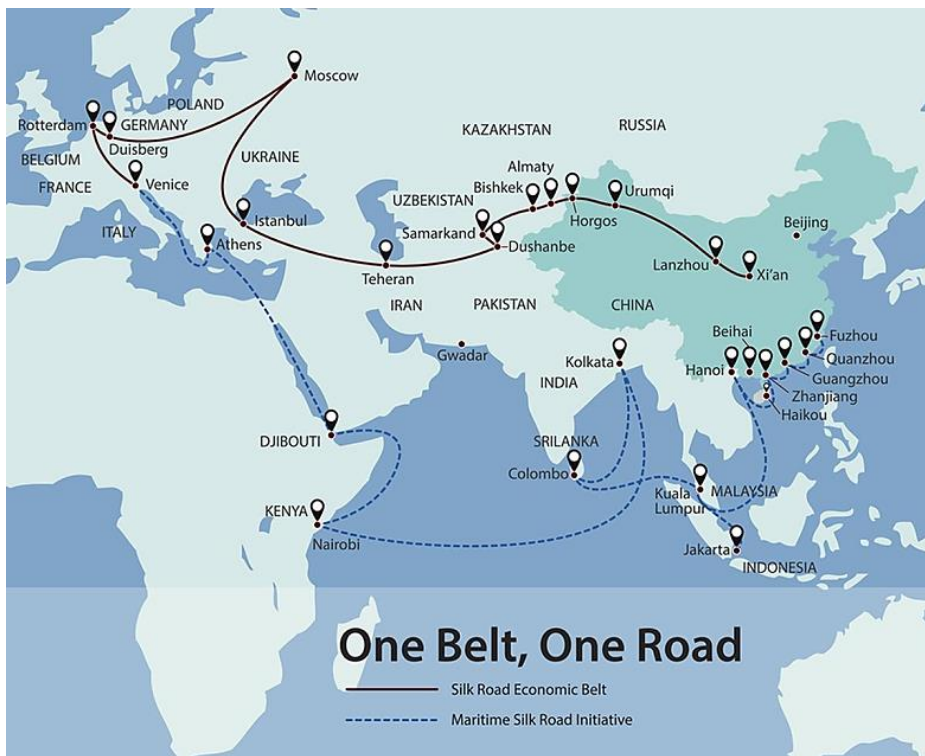 Moscow
POLAND
Rotterdam
GERMANY
Duisberg
BELGIUM
FRANCE
Venice
UKRAINE
KAZAKHSTAN
RUSSIA
Almaty
Bishkek
Urumqi
Horgos
UZBEKISTAN
Istanbul
ITALY
Athens
Samarkand
Dushanbe
Beijing
Lanzhou
Xi'an
Teheran
IRAN
PAKISTAN
CHINA
Gwadar
Kolkata
INDIA
Beihai
Hanoi
Fuzhou
Quanzhou
Guangzhou
Zhanjiang
Haikou
DJIBOUTI
SRILANKA
Colombo
Kuala
Lumpur
MALAYSIA
KENYA
Nairobi
Jakarta
INDONESIA
One Belt, One Road
Silk Road Economic Belt
Maritime Silk Road Initiative